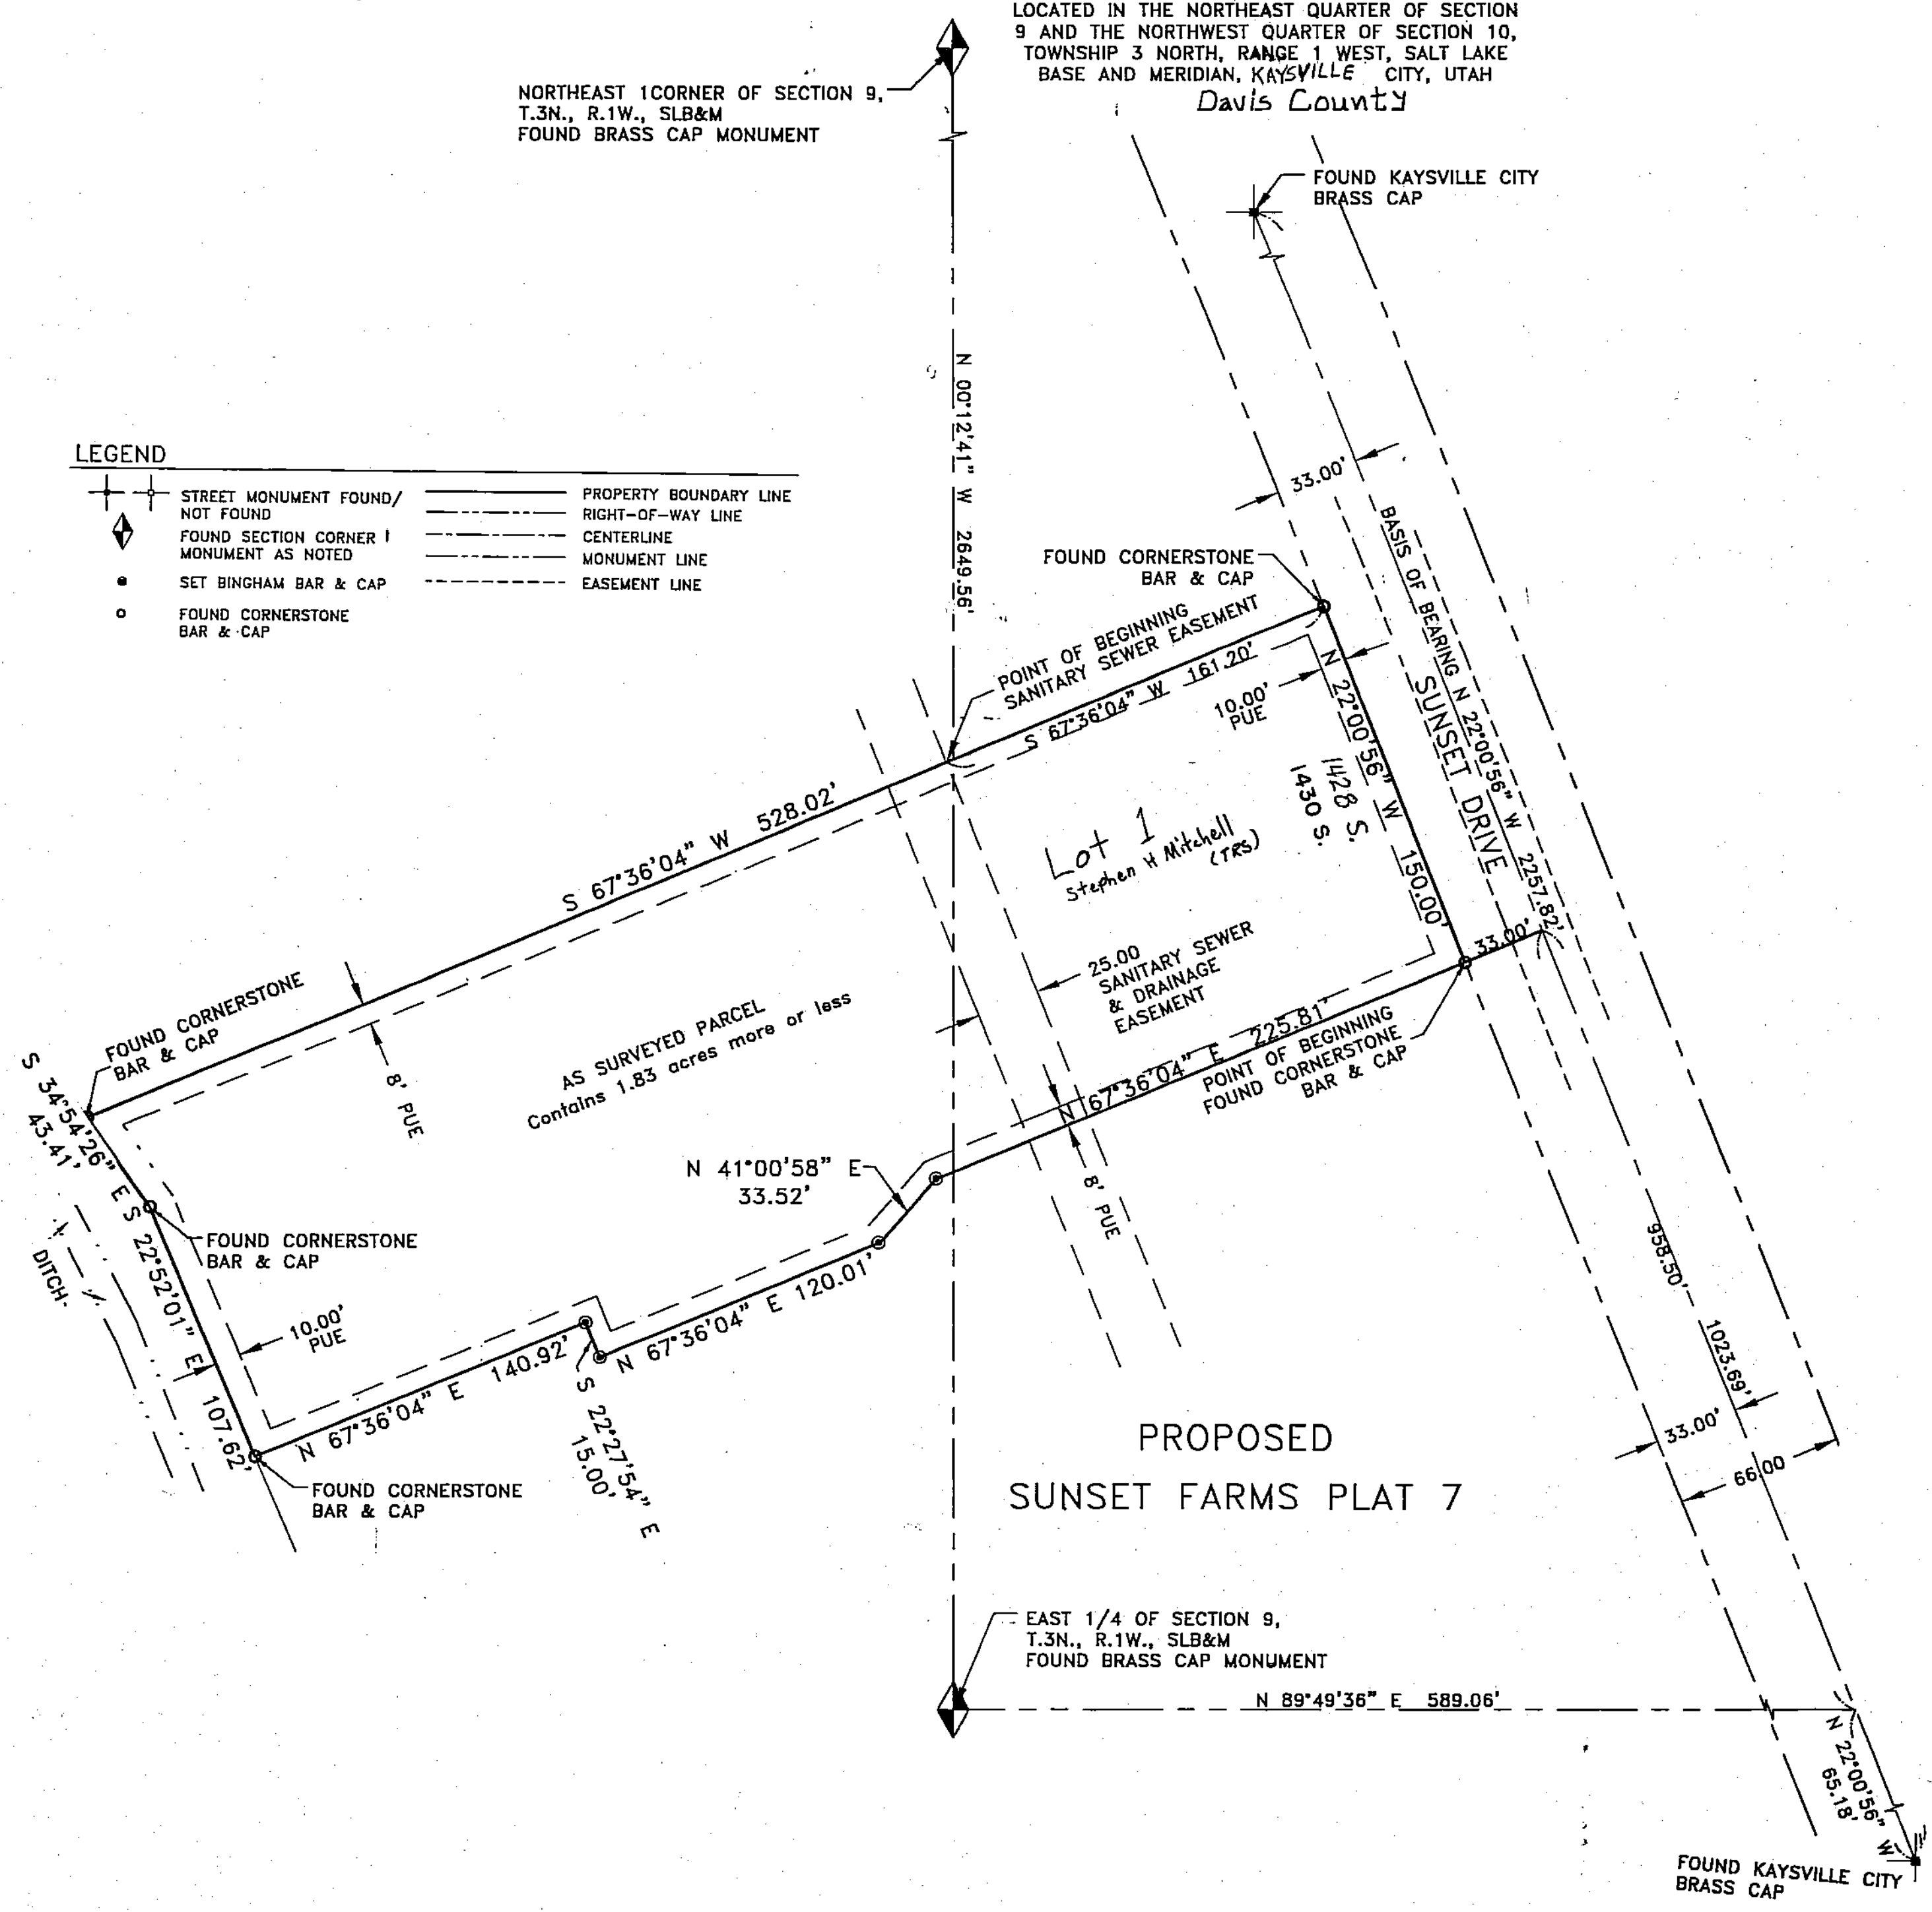 LOCATED IN THE NORTHEAST QUARTER OF SECTION
9 AND THE NORTHWEST QUARTER OF SECTION 10,
TOWNSHIP 3 NORTH, RANGE 1 WEST, SALT LAKE
BASE AND MERIDIAN, KAYSVILLE CITY, UTAH
Davis County
NORTHEAST 1CORNER OF SECTION 9,
T.3N., R.1W., SLB&M
FOUND BRASS CAP MONUMENT
FOUND KAYSVILLE CITY
BRASS CAP
N 00°12'41" W 2649.56'
LEGEND
STREET MONUMENT FOUND/
NOT FOUND
FOUND SECTION CORNER
MONUMENT AS NOTED
SET BINGHAM BAR & CAP
FOUND CORNERSTONE
BAR & CAP
PROPERTY BOUNDARY LINE
RIGHT-OF-WAY LINE
CENTERLINE
MONUMENT LINE
EASEMENT LINE
33.00'
BASIS OF BEARING N 22°00'56" W 2257.82'
SUNSET DRIVE
FOUND CORNERSTONE
BAR & CAP
POINT OF BEGINNING
SANITARY SEWER EASEMENT
S 67°36'04" W 161.20'
10.00'
PUE
N 22°00'56" W 150.00'
1428 S.
1430 S.
Lot 1
Stephen H Mitchell
(TRS)
S 67°36'04" W 528.02'
25.00
SANITARY SEWER
& DRAINAGE
EASEMENT
33.00'
N 67°36'04" E 225.81'
POINT OF BEGINNING
FOUND CORNERSTONE
BAR & CAP
FOUND CORNERSTONE
BAR & CAP
AS SURVEYED PARCEL
Contains 1.83 acres more or less
8' PUE
S 34°54'26" E
43.41'
N 41°00'58" E
33.52'
8' PUE
FOUND CORNERSTONE
BAR & CAP
DITCH
S 22°52'01" E 107.62'
10.00'
PUE
N 67°36'04" E 120.01'
N 67°36'04" E 140.92'
S 22°27'54" E
15.00'
FOUND CORNERSTONE
BAR & CAP
958.50'
1023.69'
33.00'
66.00
PROPOSED
SUNSET FARMS PLAT 7
EAST 1/4 OF SECTION 9,
T.3N., R.1W., SLB&M
FOUND BRASS CAP MONUMENT
N 89°49'36" E 589.06'
N 22°00'56" W
65.18'
FOUND KAYSVILLE CITY
BRASS CAP